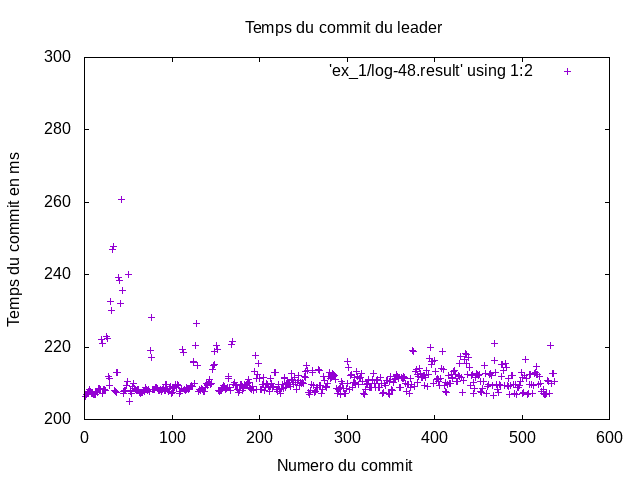 Temps du commit du leader
'ex_1/log-48.result' using 1:2
Temps du commit en ms
300
280
260
240
220
200
0 100 200 300 400 500 600
Numero du commit